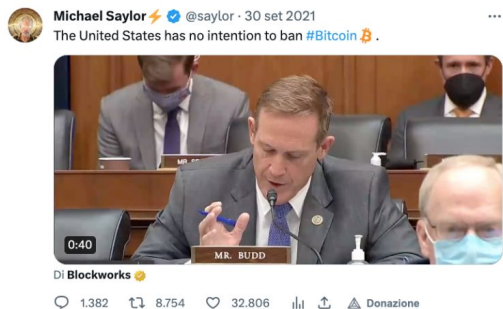 Michael Saylor⚡ @saylor · 30 set 2021
The United States has no intention to ban #Bitcoin .
MR. BUDD
0:40
Di Blockworks
1.382 8.754 32.806 Donazione